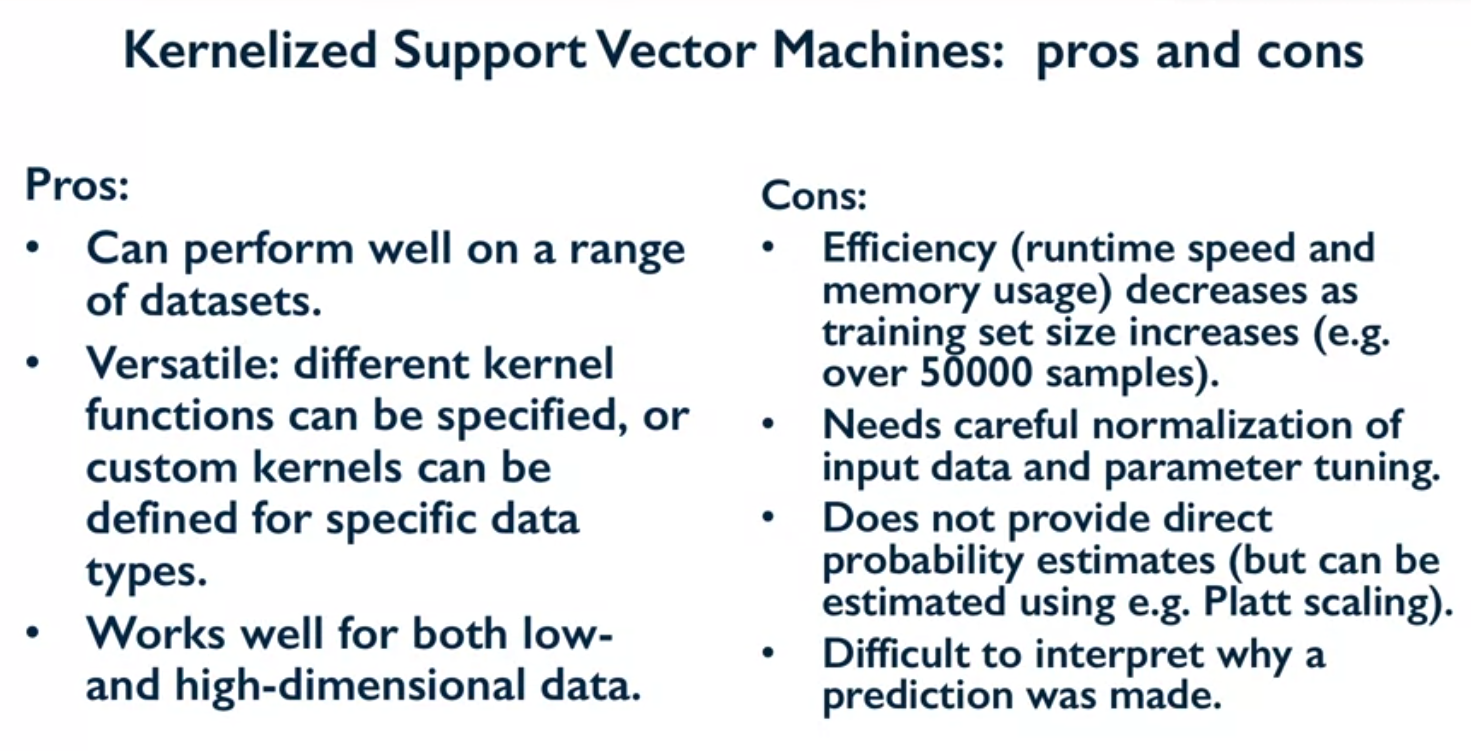 Kernelized Support Vector Machines: pros and cons
Pros:
• Can perform well on a range
of datasets.
• Versatile: different kernel
functions can be specified, or
custom kernels can be
defined for specific data
types.
• Works well for both low-
and high-dimensional data.
Cons:
• Efficiency (runtime speed and
memory usage) decreases as
training set size increases (e.g.
over 50000 samples).
• Needs careful normalization of
input data and parameter tuning.
• Does not provide direct
probability estimates (but can be
estimated using e.g. Platt scaling).
• Difficult to interpret why a
prediction was made.